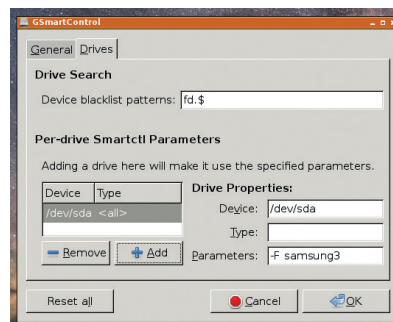 GSmartControl
General Drives
Drive Search
Device blacklist patterns: fd.$
Per-drive Smartctl Parameters
Adding a drive here will make it use the specified parameters.
Device Type
/dev/sda <all>
Remove Add
Drive Properties:
Device: /dev/sda
Type:
Parameters: -F samsung3
Reset all Cancel OK